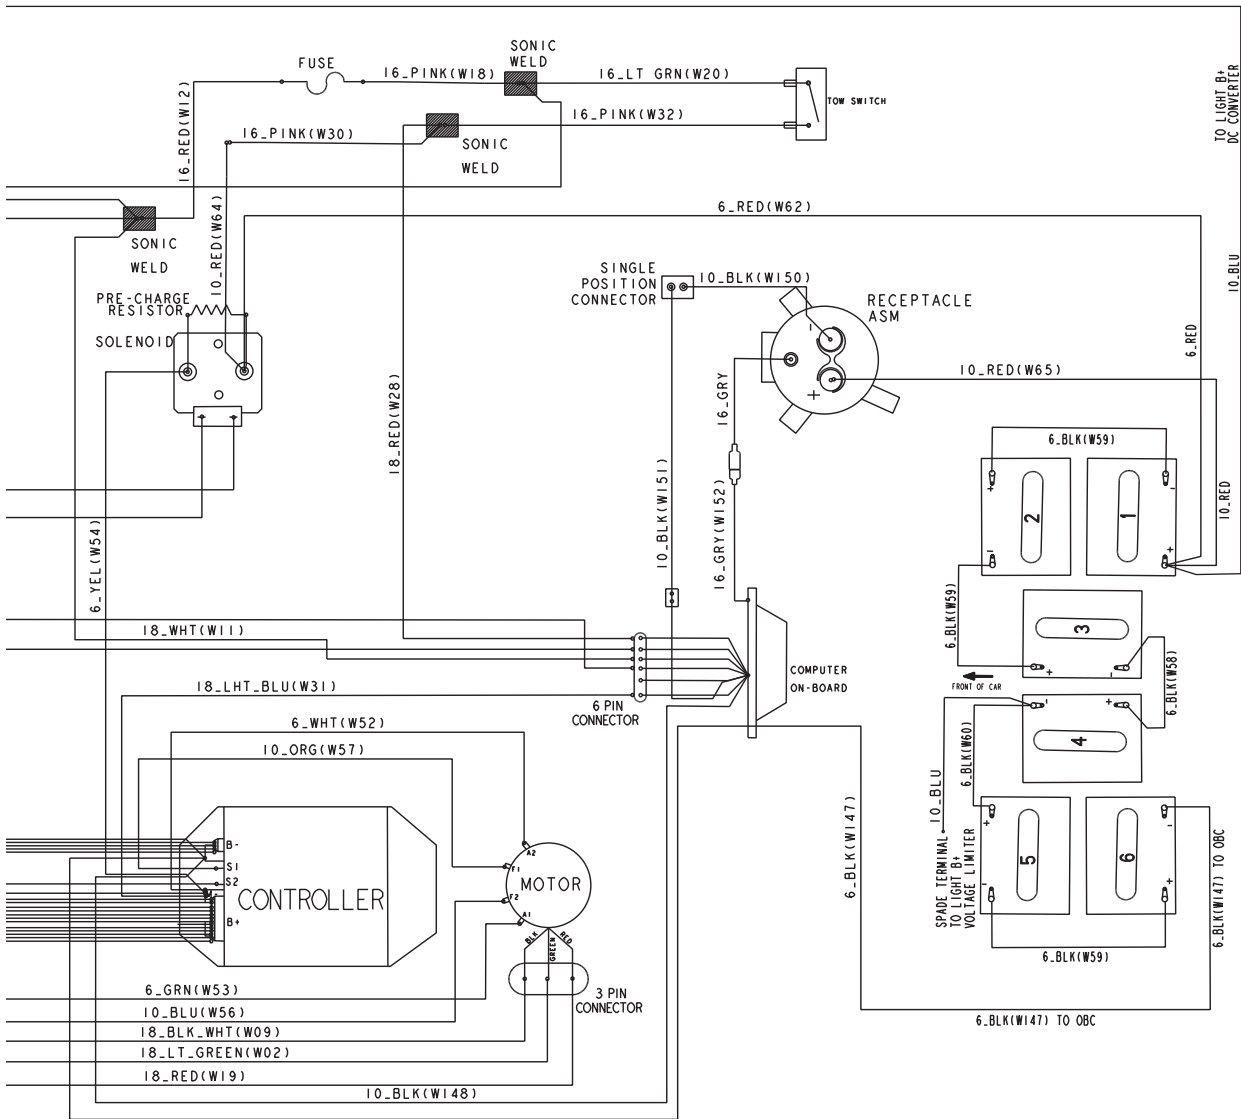 SONIC
WELD
FUSE
16_PINK(W18)
16_LT GRN(W20)
TOW SWITCH
TO LIGHT B+
DC CONVERTER
16_RED(W12)
16_PINK(W30)
16_PINK(W32)
SONIC
WELD
SONIC
WELD
10_RED(W64)
6_RED(W62)
10_BLU
PRE-CHARGE
RESISTOR
SOLENOID
SINGLE
POSITION
CONNECTOR
10_BLK(W150)
RECEPTACLE
ASM
-
+
6_RED
10_RED(W65)
16_GRY
18_RED(W28)
6_BLK(W59)
10_RED
+
-
2
1
-
+
10_BLK(W151)
16_GRY(W152)
6_YEL(W54)
6_BLK(W59)
3
+
-
6_BLK(W58)
18_WHT(W11)
COMPUTER
ON-BOARD
FRONT OF CAR
18_LHT_BLU(W31)
6 PIN
CONNECTOR
-
+
4
6_BLK(W60)
10_BLU
6_WHT(W52)
10_ORG(W57)
6_BLK(W147)
SPADE TERMINAL
TO LIGHT B+
VOLTAGE LIMITER
+
-
5
6
-
+
6_BLK(W59)
6_BLK(W147) TO OBC
B-
S1
S2
B+
CONTROLLER
A2
F1
MOTOR
F2
A1
BLK
GREEN
RED
3 PIN
CONNECTOR
6_GRN(W53)
10_BLU(W56)
18_BLK_WHT(W09)
18_LT_GREEN(W02)
18_RED(W19)
10_BLK(W148)
6_BLK(W147) TO OBC